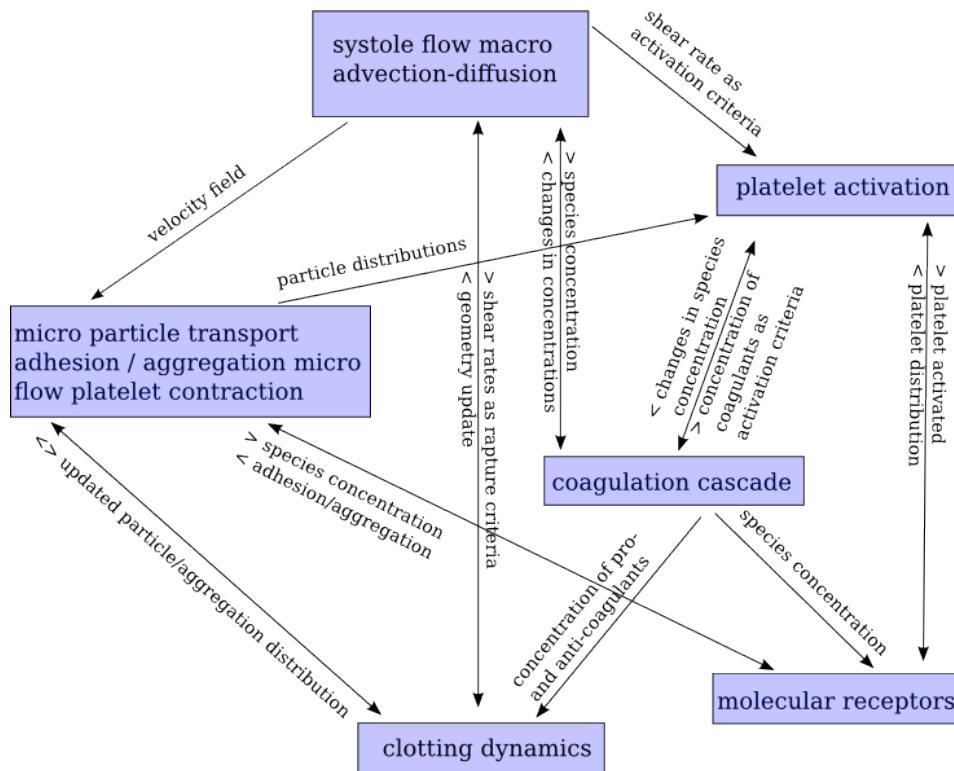 systole flow macro
advection-diffusion
shear rate as
activation criteria
platelet activation
velocity field
particle distributions
> species concentration
< changes in concentrations
> shear rates as rapture criteria
< geometry update
< changes in species
concentration
> concentration of
coagulants as
activation criteria
> platelet activated
< platelet distribution
micro particle transport
adhesion / aggregation micro
flow platelet contraction
<> updated particle/aggregation distribution
> species concentration
< adhesion/aggregation
coagulation cascade
concentration of pro-
and anti-coagulants
species concentration
molecular receptors
clotting dynamics